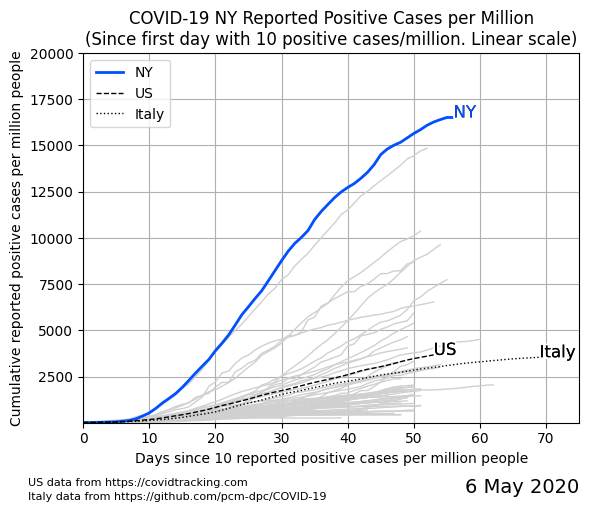 COVID-19 NY Reported Positive Cases per Million
(Since first day with 10 positive cases/million. Linear scale)
Cumulative reported positive cases per million people
20000
17500
15000
12500
10000
7500
5000
2500
NY
US
Italy
NY
US
Italy
0 10 20 30 40 50 60 70
Days since 10 reported positive cases per million people
US data from https://covidtracking.com
Italy data from https://github.com/pcm-dpc/COVID-19
6 May 2020